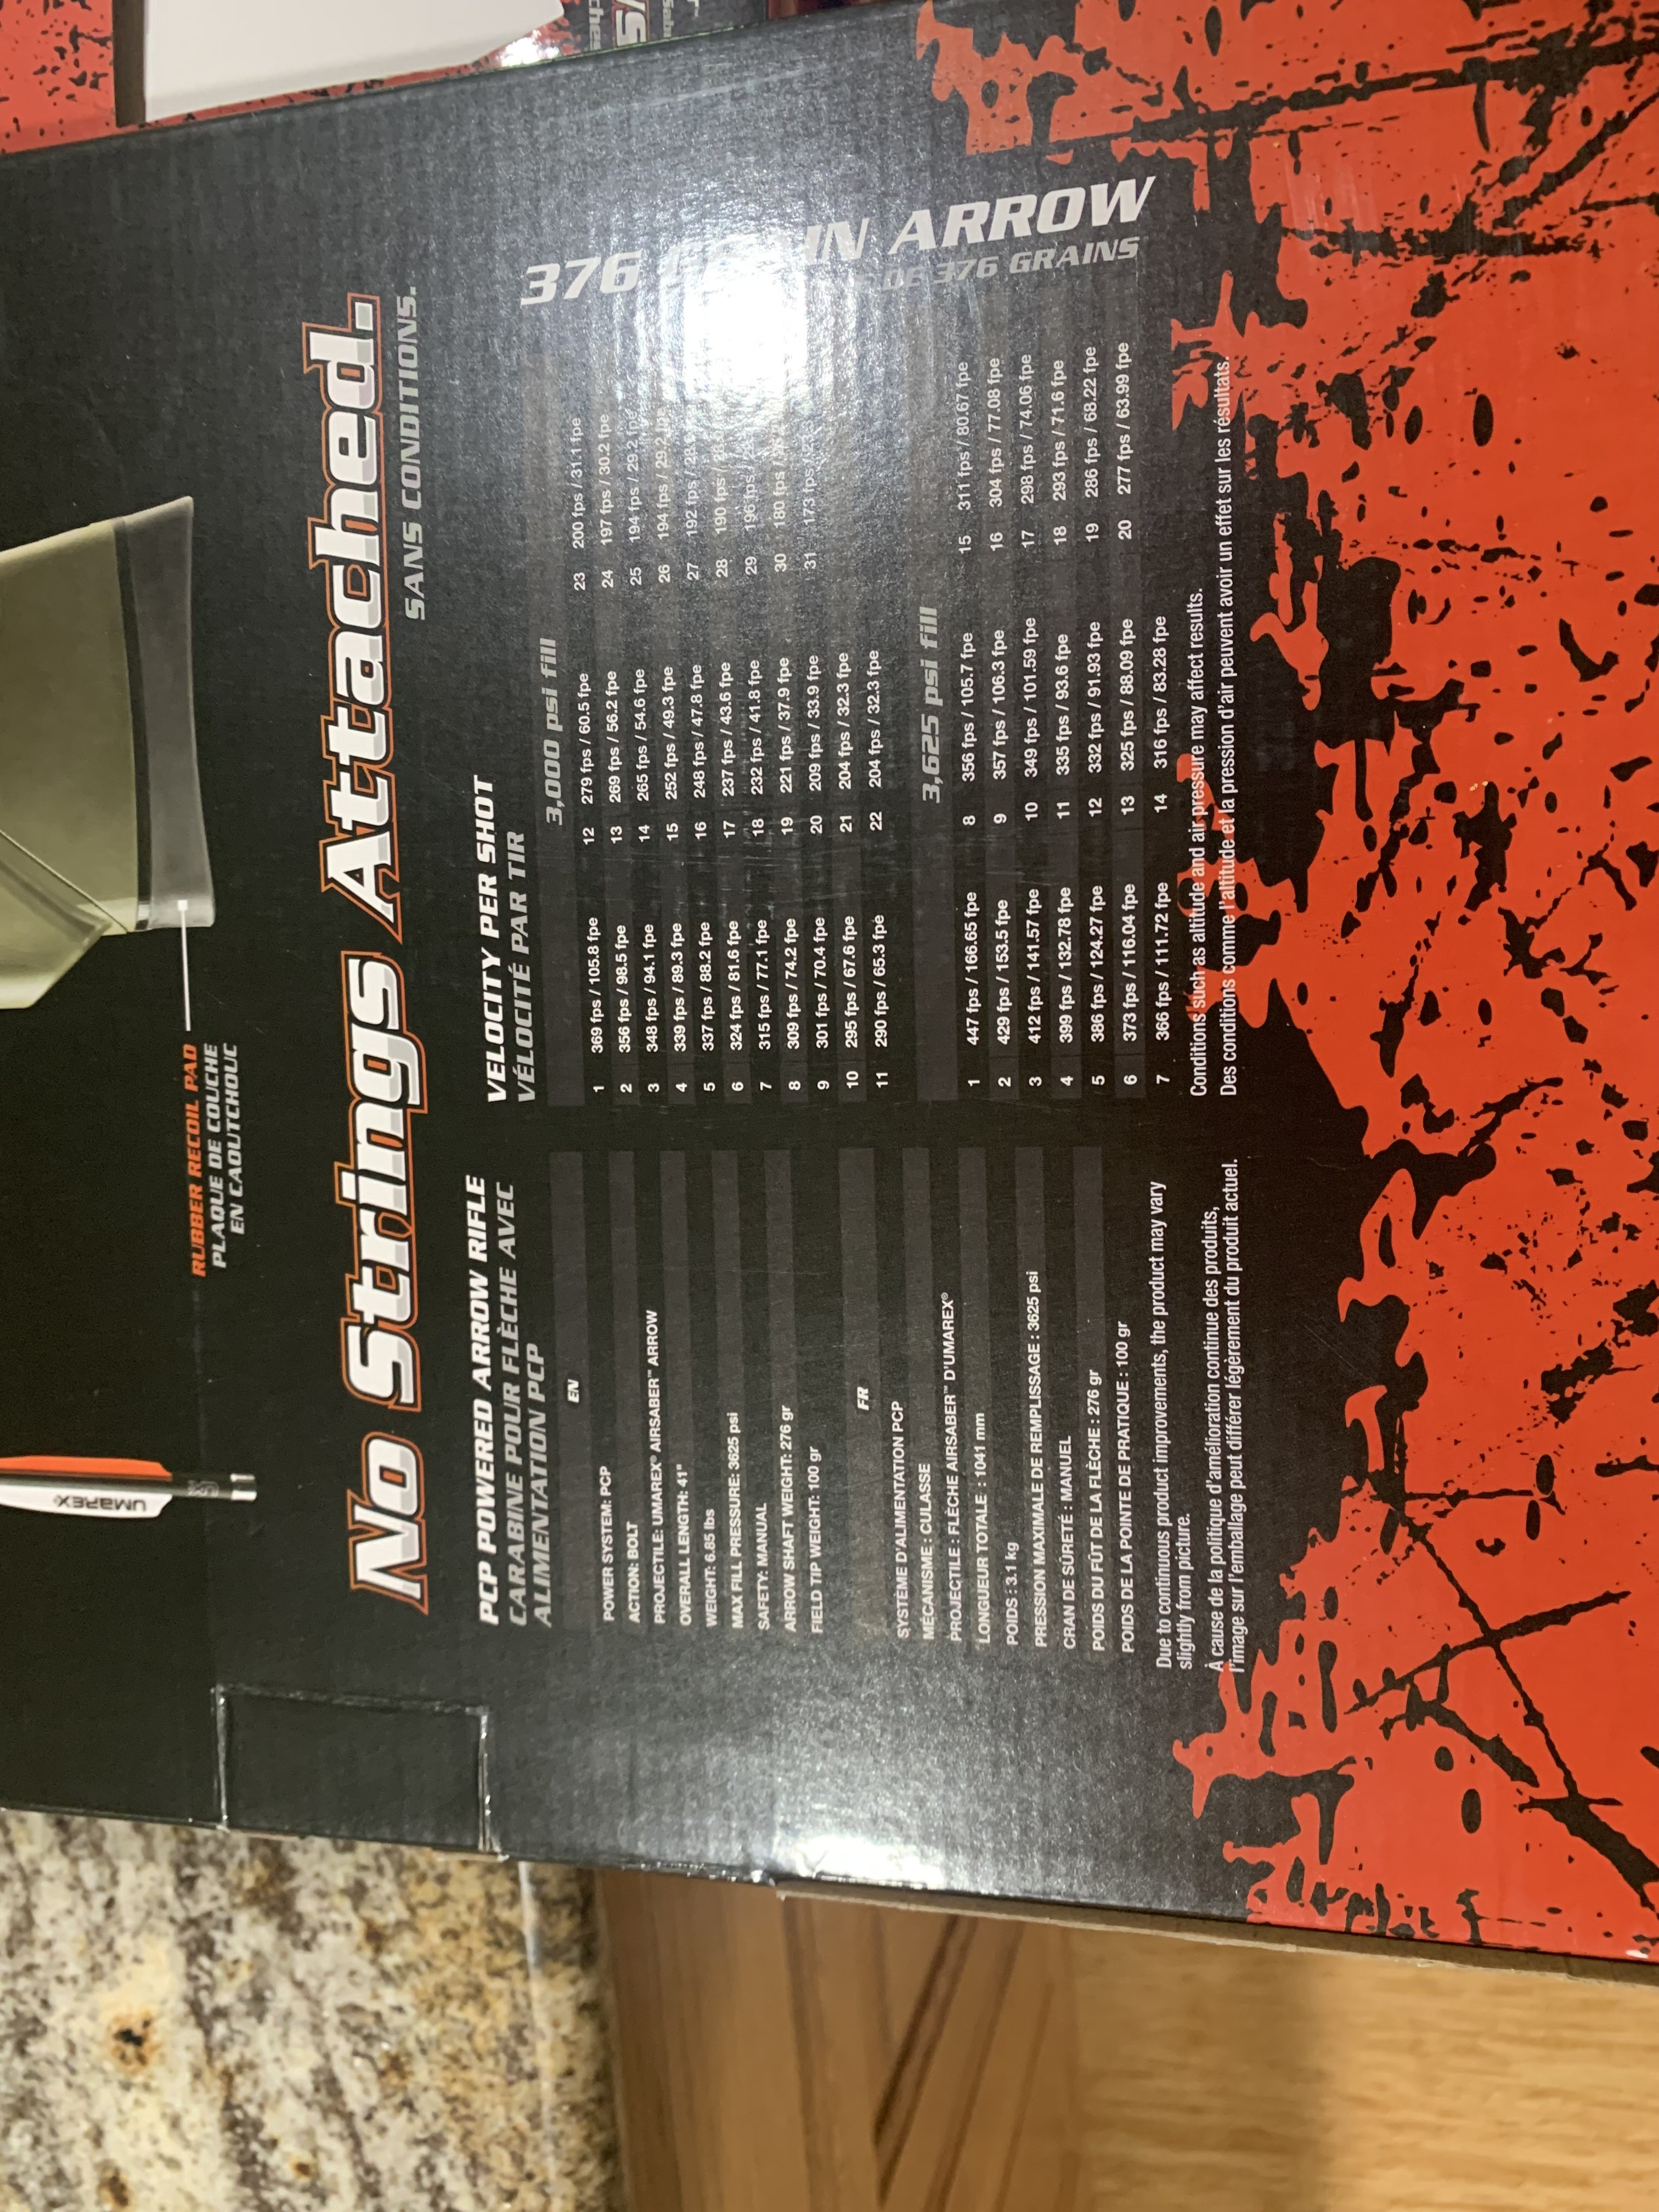 RUBBER RECOIL PAD
PLAQUE DE COUCHE
EN CAOUTCHOUC
UMAREX
No Strings Attached.
SANS CONDITIONS.
PCP POWERED ARROW RIFLE
CARABINE POUR FLÈCHE AVEC
ALIMENTATION PCP
EN
POWER SYSTEM: PCP
ACTION: BOLT
PROJECTILE: UMAREX® AIRSABER™ ARROW
OVERALL LENGTH: 41"
WEIGHT: 6.85 lbs
MAX FILL PRESSURE: 3625 psi
SAFETY: MANUAL
ARROW SHAFT WEIGHT: 276 gr
FIELD TIP WEIGHT: 100 gr
FR
SYSTÈME D'ALIMENTATION PCP
MÉCANISME : CULASSE
PROJECTILE : FLÈCHE AIRSABER™ D'UMAREX®
LONGUEUR TOTALE : 1041 mm
POIDS : 3.1 kg
PRESSION MAXIMALE DE REMPLISSAGE : 3625 psi
CRAN DE SÛRETÉ : MANUEL
POIDS DU FÛT DE LA FLÈCHE : 276 gr
POIDS DE LA POINTE DE PRATIQUE : 100 gr
Due to continuous product improvements, the product may vary
slightly from picture.
À cause de la politique d'amélioration continue des produits,
l'image sur l'emballage peut différer légèrement du produit actuel.
VELOCITY PER SHOT
VÉLOCITÉ PAR TIR
376 ARROW
DE 376 GRAINS
3,000 psi fill
1 369 fps / 105.8 fpe
2 356 fps / 98.5 fpe
3 348 fps / 94.1 fpe
4 339 fps / 89.3 fpe
5 337 fps / 88.2 fpe
6 324 fps / 81.6 fpe
7 315 fps / 77.1 fpe
8 309 fps / 74.2 fpe
9 301 fps / 70.4 fpe
10 295 fps / 67.6 fpe
11 290 fps / 65.3 fpe
12 279 fps / 60.5 fpe
13 269 fps / 56.2 fpe
14 265 fps / 54.6 fpe
15 252 fps / 49.3 fpe
16 248 fps / 47.8 fpe
17 237 fps / 43.6 fpe
18 232 fps / 41.8 fpe
19 221 fps / 37.9 fpe
20 209 fps / 33.9 fpe
21 204 fps / 32.3 fpe
22 204 fps / 32.3 fpe
23 200 fps / 31.1 fpe
24 197 fps / 30.2 fpe
25 194 fps / 29.2 fpe
26 194 fps / 29.2 fpe
27 192 fps /
28 190 fps /
29 196 fps /
30 180 fps /
31 173 fps /
3,625 psi fill
1 447 fps / 166.65 fpe
2 429 fps / 153.5 fpe
3 412 fps / 141.57 fpe
4 399 fps / 132.78 fpe
5 386 fps / 124.27 fpe
6 373 fps / 116.04 fpe
7 366 fps / 111.72 fpe
8 356 fps / 105.7 fpe
9 357 fps / 106.3 fpe
10 349 fps / 101.59 fpe
11 335 fps / 93.6 fpe
12 332 fps / 91.93 fpe
13 325 fps / 88.09 fpe
14 316 fps / 83.28 fpe
15 311 fps / 80.67 fpe
16 304 fps / 77.08 fpe
17 298 fps / 74.06 fpe
18 293 fps / 71.6 fpe
19 286 fps / 68.22 fpe
20 277 fps / 63.99 fpe
Conditions such as altitude and air pressure may affect results.
Des conditions comme l'altitude et la pression d'air peuvent avoir un effet sur les résultats.